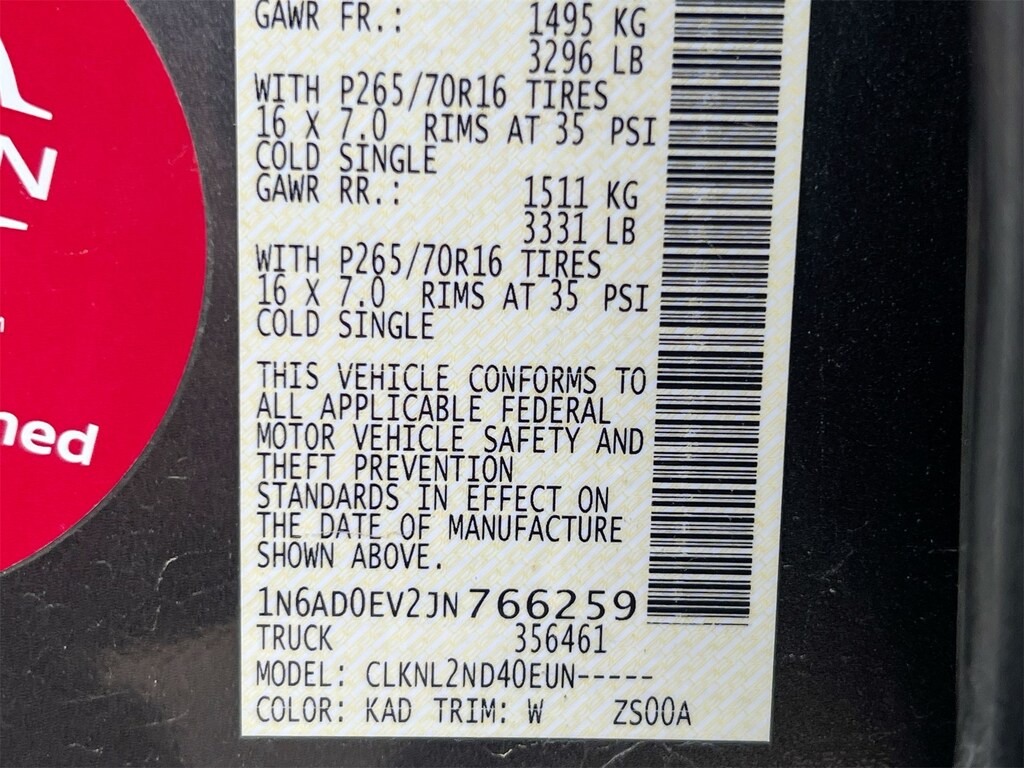 GAWR FR.: 1495 KG
3296 LB
WITH P265/70R16 TIRES
16 X 7.0 RIMS AT 35 PSI
COLD SINGLE
GAWR RR.: 1511 KG
3331 LB
WITH P265/70R16 TIRES
16 X 7.0 RIMS AT 35 PSI
COLD SINGLE
THIS VEHICLE CONFORMS TO
ALL APPLICABLE FEDERAL
MOTOR VEHICLE SAFETY AND
THEFT PREVENTION
STANDARDS IN EFFECT ON
THE DATE OF MANUFACTURE
SHOWN ABOVE.
1N6AD0EV2JN766259
TRUCK 356461
MODEL: CLKNL2ND40EUN-----
COLOR: KAD TRIM: W ZS00A